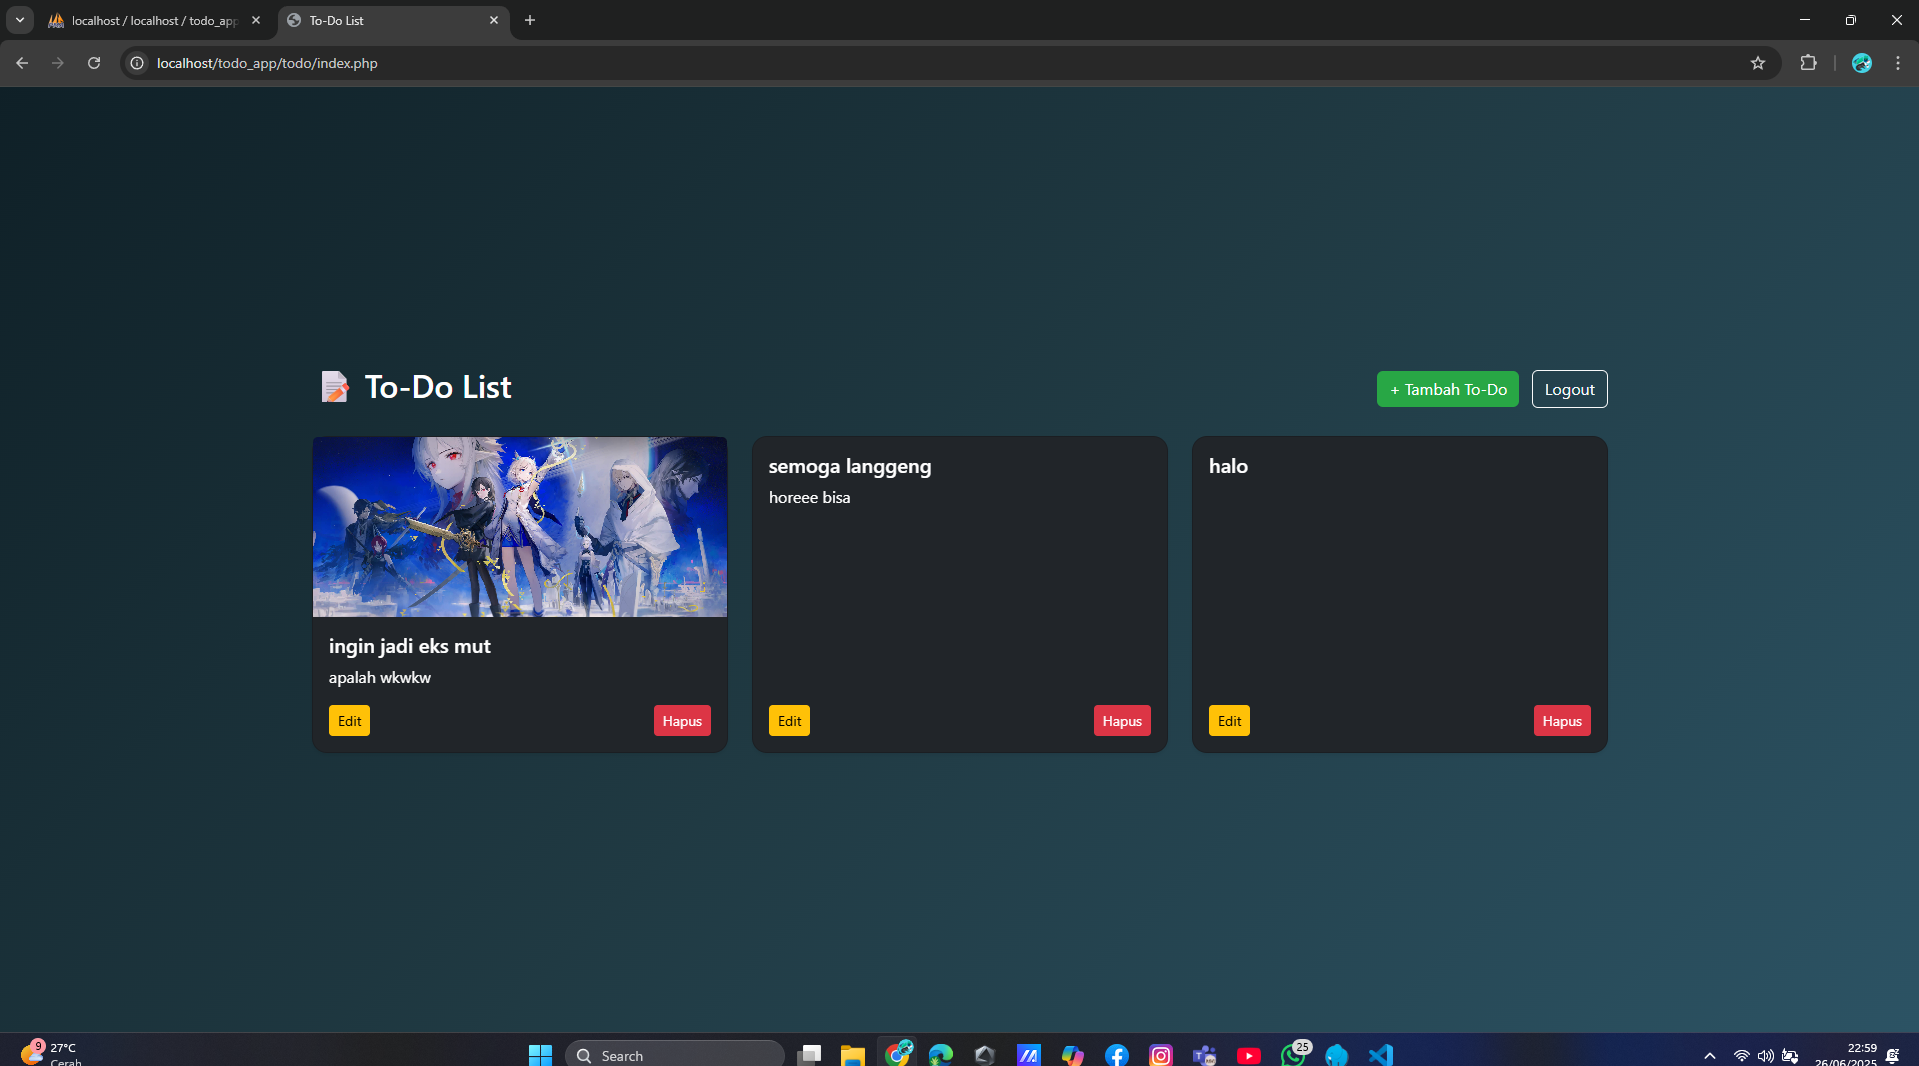 localhost / localhost / todo_app
To-Do List
localhost/todo_app/todo/index.php
To-Do List
+ Tambah To-Do
Logout
ingin jadi eks mut
apalah wkwkw
Edit
Hapus
semoga langgeng
horeee bisa
Edit
Hapus
halo
Edit
Hapus
9
27°C
Cerah
Search
25
22:59
26/06/2025